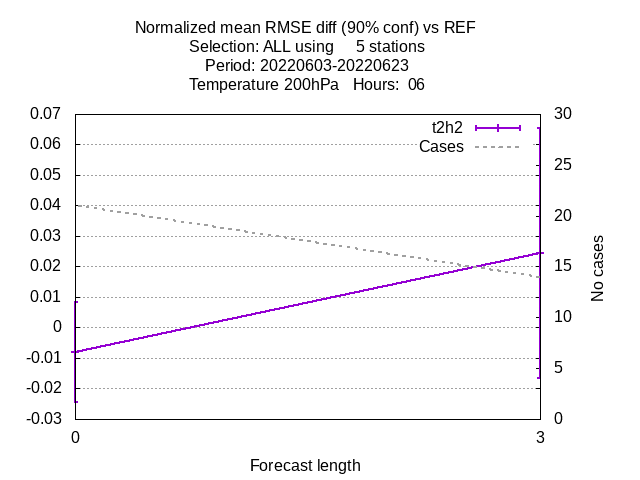 Normalized mean RMSE diff (90% conf) vs REF
Selection: ALL using     5 stations
Period: 20220603-20220623
Temperature 200hPa   Hours:  06
t2h2
Cases
0.07
0.06
0.05
0.04
0.03
0.02
0.01
0
-0.01
-0.02
-0.03
30
25
20
15
10
5
0
No cases
0
3
Forecast length